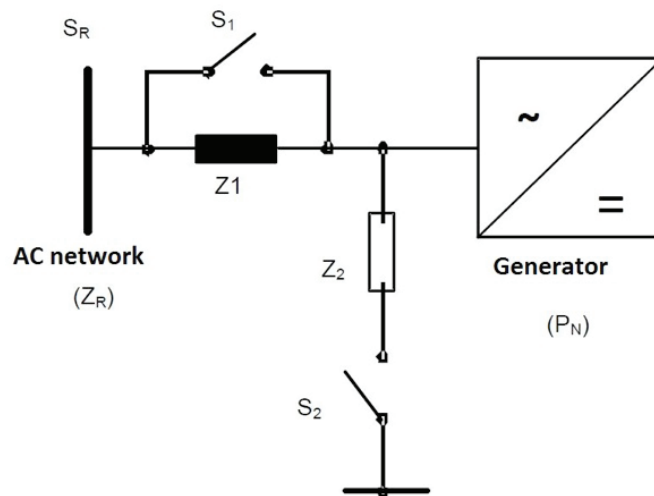 S_R
S_1
~
=
Z1
AC network
(Z_R)
Z_2
Generator
(P_N)
S_2